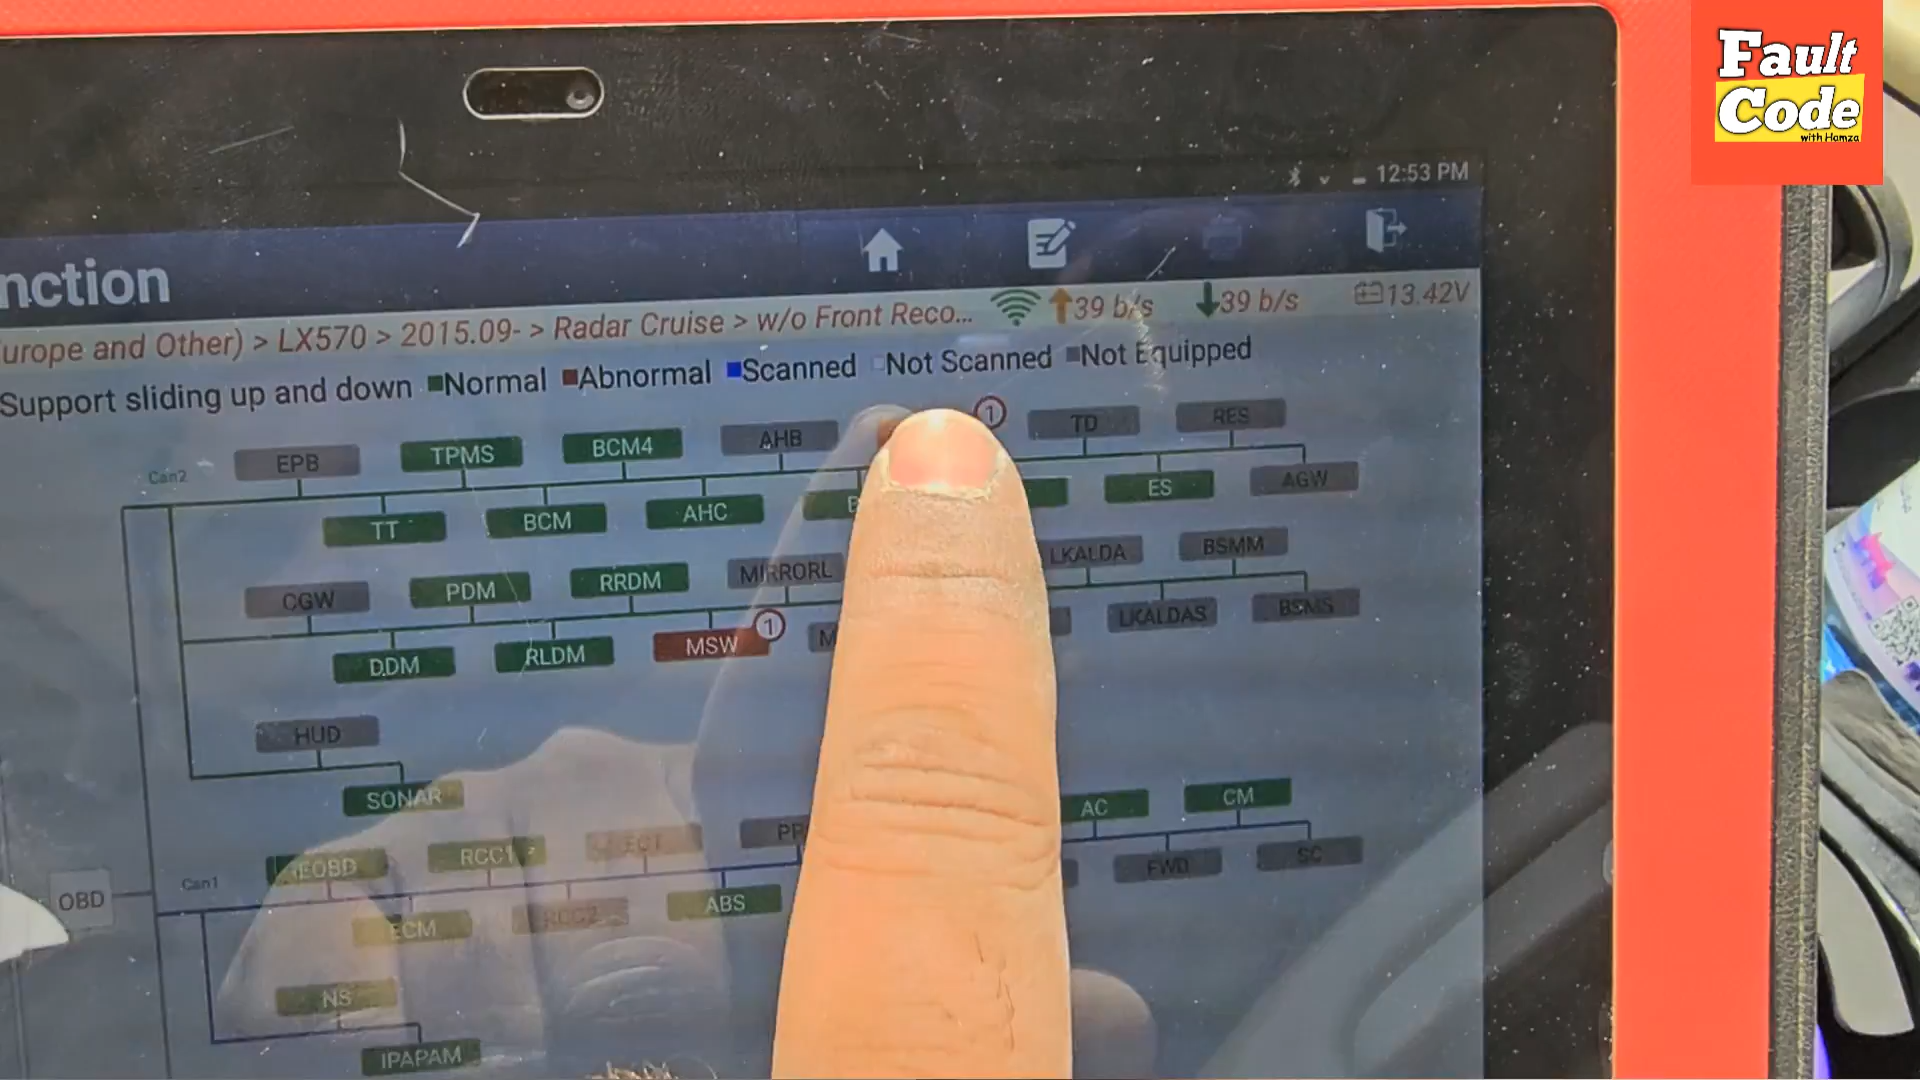 Fault
Code
with Hamza
12:53 PM
nction
urope and Other) > LX570 > 2015.09- > Radar Cruise > w/o Front Reco...
39 b/s
39 b/s
13.42V
Support sliding up and down Normal Abnormal Scanned Not Scanned Not Equipped
EPB TPMS BCM4 AHB 1 TD RES
Can2
TT BCM AHC ES AGW
CGW PDM RRDM MIRRORL LKALDA BSMM
DDM RLDM MSW 1 M LKALDAS BSMS
HUD
SONAR
EOBD RCC1 ECT PP AC CM
Can1
OBD
ECM RCC2 ABS FWD SC
NS
IPAPAM